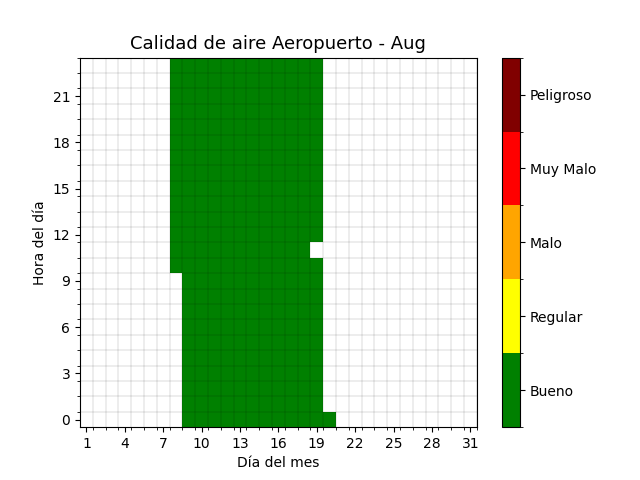 Calidad de aire Aeropuerto - Aug
21
18
15
12
9
6
3
0
Hora del día
1 4 7 10 13 16 19 22 25 28 31
Día del mes
Peligroso
Muy Malo
Malo
Regular
Bueno